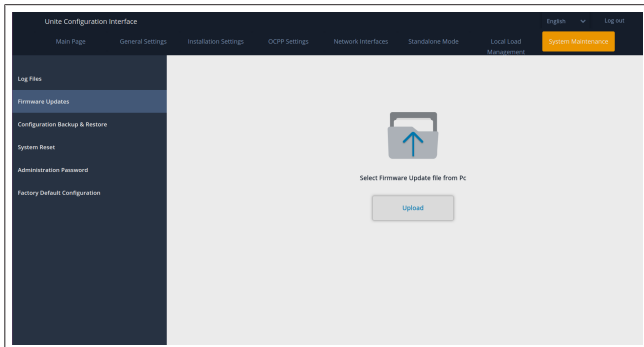 Unite Configuration Interface
English
Log out
Main Page
General Settings
Installation Settings
OCPP Settings
Network Interfaces
Standalone Mode
Local Load
Management
System Maintenance
Log Files
Firmware Updates
Configuration Backup & Restore
System Reset
Administration Password
Factory Default Configuration
Select Firmware Update file from Pc
Upload